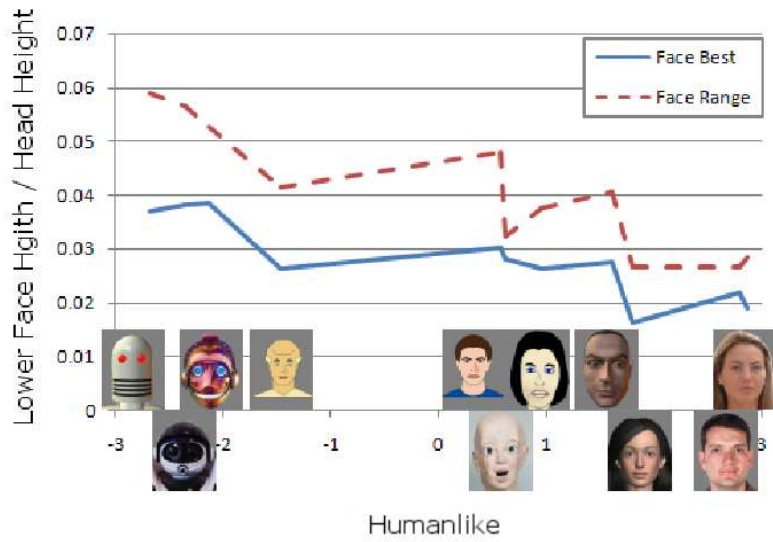 0.07
0.06
0.05
0.04
0.03
0.02
0.01
0
Lower Face Hgith / Head Height
Face Best
Face Range
-3 -2 -1 0 1 3
Humanlike